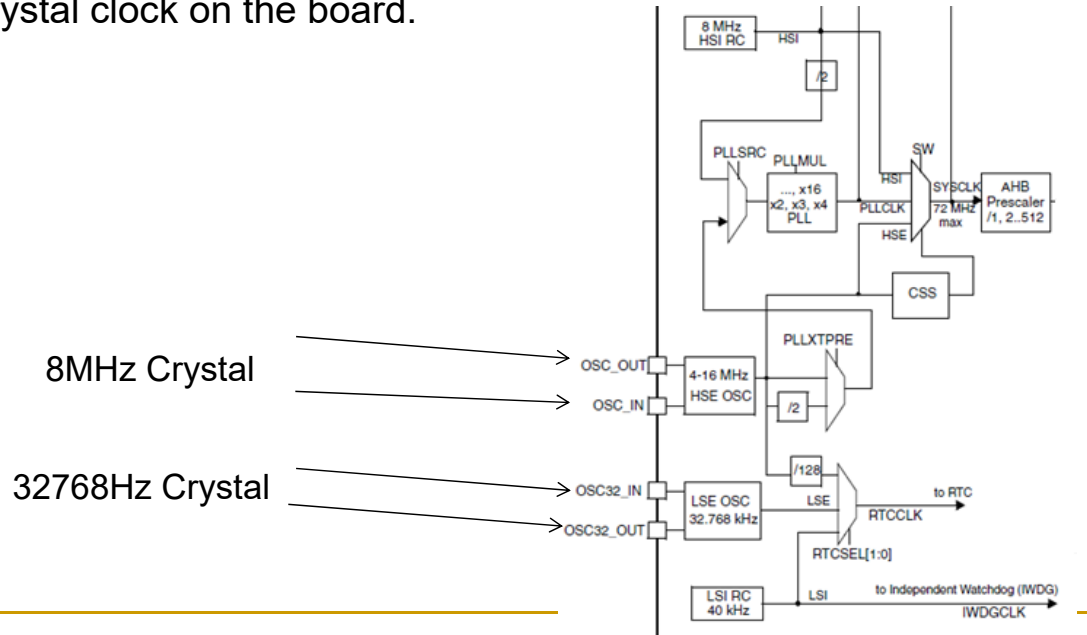 ystal clock on the board.
8 MHz
HSI RC
HSI
/2
PLLSRC
PLLMUL
..., x16
x2, x3, x4
PLL
SW
HSI
PLLCLK
HSE
SYSCLK
72 MHz
max
AHB
Prescaler
/1, 2..512
CSS
PLLXTPRE
8MHz Crystal
OSC_OUT
OSC_IN
4-16 MHz
HSE OSC
/2
32768Hz Crystal
OSC32_IN
OSC32_OUT
LSE OSC
32.768 kHz
/128
LSE
to RTC
RTCCLK
RTCSEL[1:0]
LSI RC
40 kHz
LSI
to Independent Watchdog (IWDG)
IWDGCLK